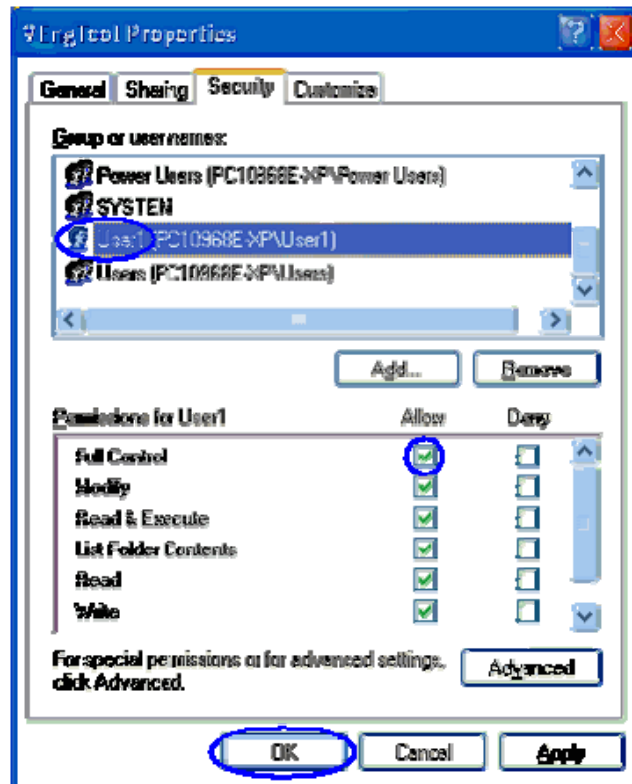 EngTool Properties
General Sharing Security Customize
Group or user names:
Power Users (PC10968E-XP\Power Users)
SYSTEM
User1 (PC10968E-XP\User1)
Users (PC10968E-XP\Users)
Add... Remove
Permissions for User1 Allow Deny
Full Control
Modify
Read & Execute
List Folder Contents
Read
Write
For special permissions or for advanced settings,
click Advanced.
Advanced
OK Cancel Apply